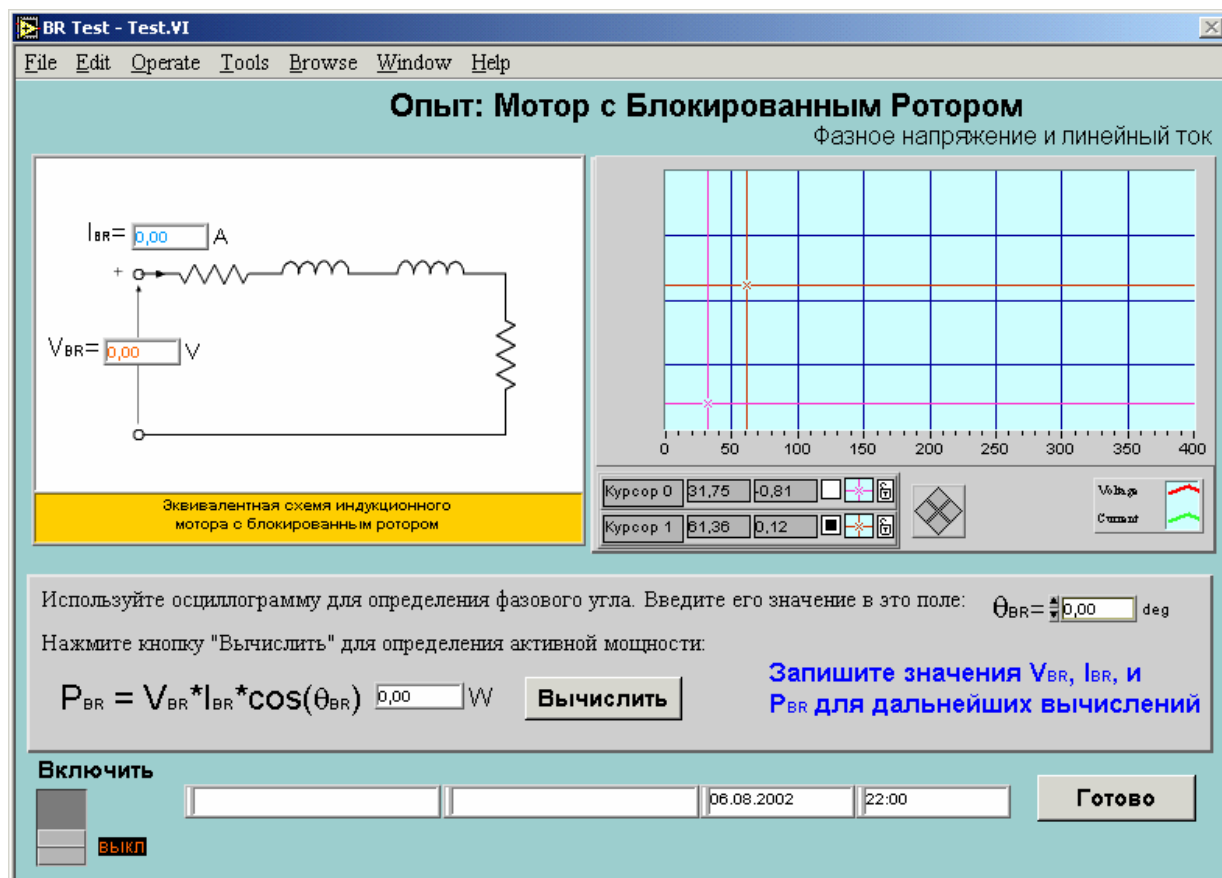 BR Test - Test.VI
File Edit Operate Tools Browse Window Help
Опыт: Мотор с Блокированным Ротором
Фазное напряжение и линейный ток
IBR= 0,00 A
+
VBR= 0,00 V
Эквивалентная схема индукционного
мотора с блокированным ротором
0 50 100 150 200 250 300 350 400
Курсор 0 31,75 -0,81
Курсор 1 61,36 0,12
Voltage
Current
Используйте осциллограмму для определения фазового угла. Введите его значение в это поле: θBR= 0,00 deg
Нажмите кнопку "Вычислить" для определения активной мощности:
PBR = VBR*IBR*cos(θBR) 0,00 W
Вычислить
Запишите значения VBR, IBR, и
PBR для дальнейших вычислений
Включить
ВЫКЛ
06.08.2002 22:00
Готово